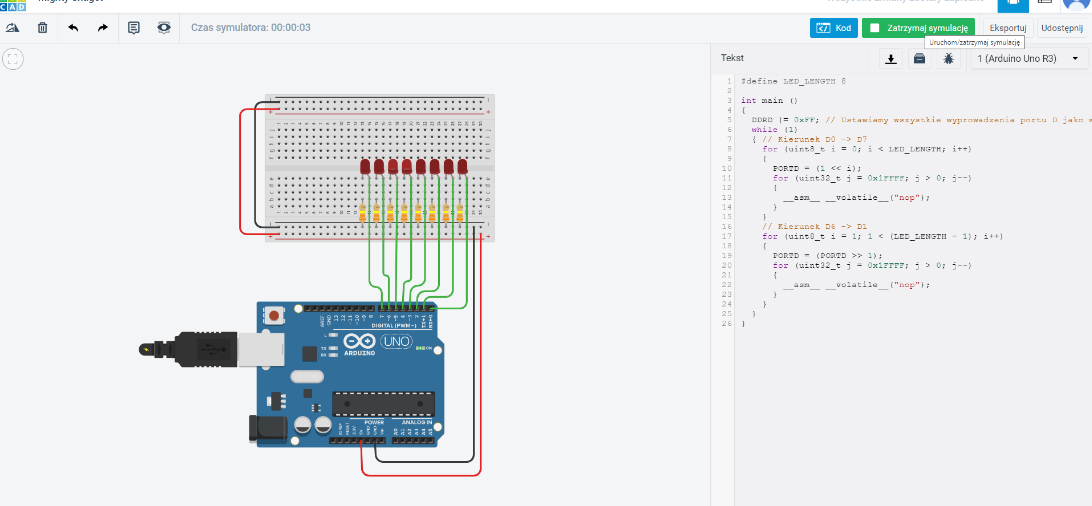 CAD
Czas symulatora: 00:00:03
Kod
Zatrzymaj symulację
Eksportuj
Udostępnij
Uruchom/zatrzymaj symulację
Tekst
1 (Arduino Uno R3)
1 #define LED_LENGTH 8
2
3 int main ()
4 {
5 DDRD |= 0xFF; // Ustawiamy wszystkie wyprowadzenia portu D jako w
6 while (1)
7 { // Kierunek D0 -> D7
8 for (uint8_t i = 0; i < LED_LENGTH; i++)
9 {
10 PORTD = (1 << i);
11 for (uint32_t j = 0x1FFFF; j > 0; j--)
12 {
13 __asm__ __volatile__("nop");
14 }
15 }
16 // Kierunek D6 -> D1
17 for (uint8_t i = 1; 1 < (LED_LENGTH - 1); i++)
18 {
19 PORTD = (PORTD >> 1);
20 for (uint32_t j = 0x1FFFF; j > 0; j--)
21 {
22 __asm__ __volatile__("nop");
23 }
24 }
25 }
26 }
DIGITAL (PWM~)
UNO
ARDUINO
ON
POWER
ANALOG IN